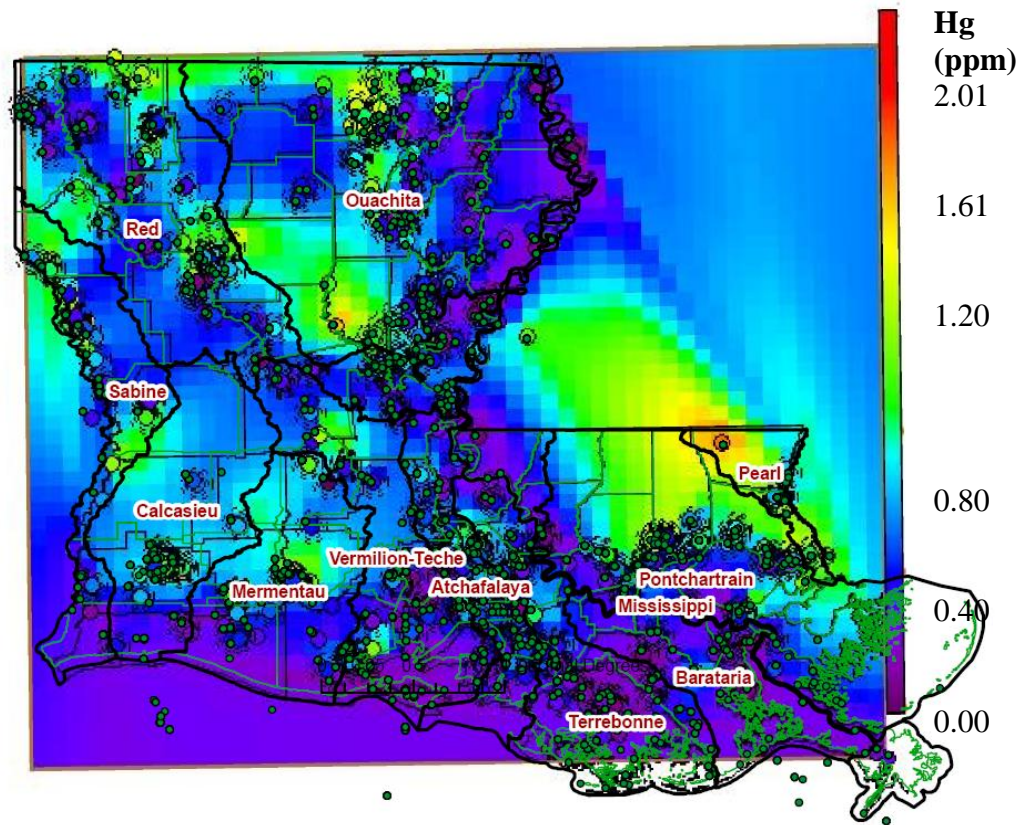 Hg
(ppm)
2.01
1.61
1.20
0.80
0.40
0.00
Ouachita
Red
Sabine
Pearl
Calcasieu
Vermilion-Teche
Atchafalaya
Mermentau
Pontchartrain
Mississippi
Barataria
Terrebonne